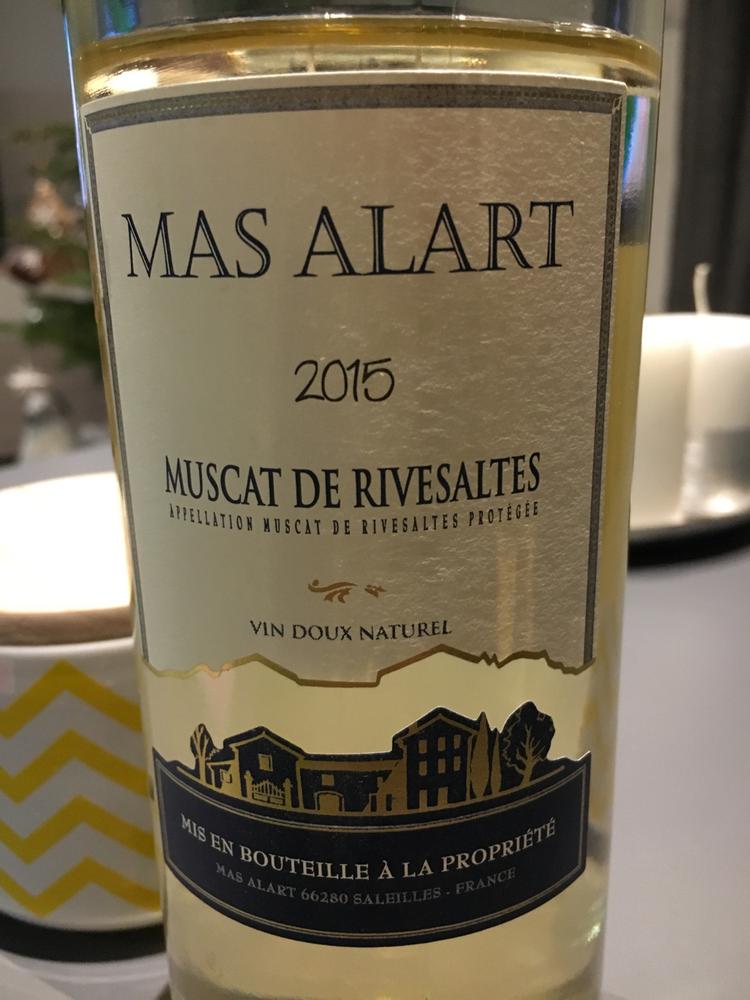 MAS ALART
2015
MUSCAT DE RIVESALTES
APPELLATION MUSCAT DE RIVESALTES PROTÉGÉE
VIN DOUX NATUREL
MIS EN BOUTEILLE À LA PROPRIÉTÉ
MAS ALART 66280 SALEILLES - FRANCE